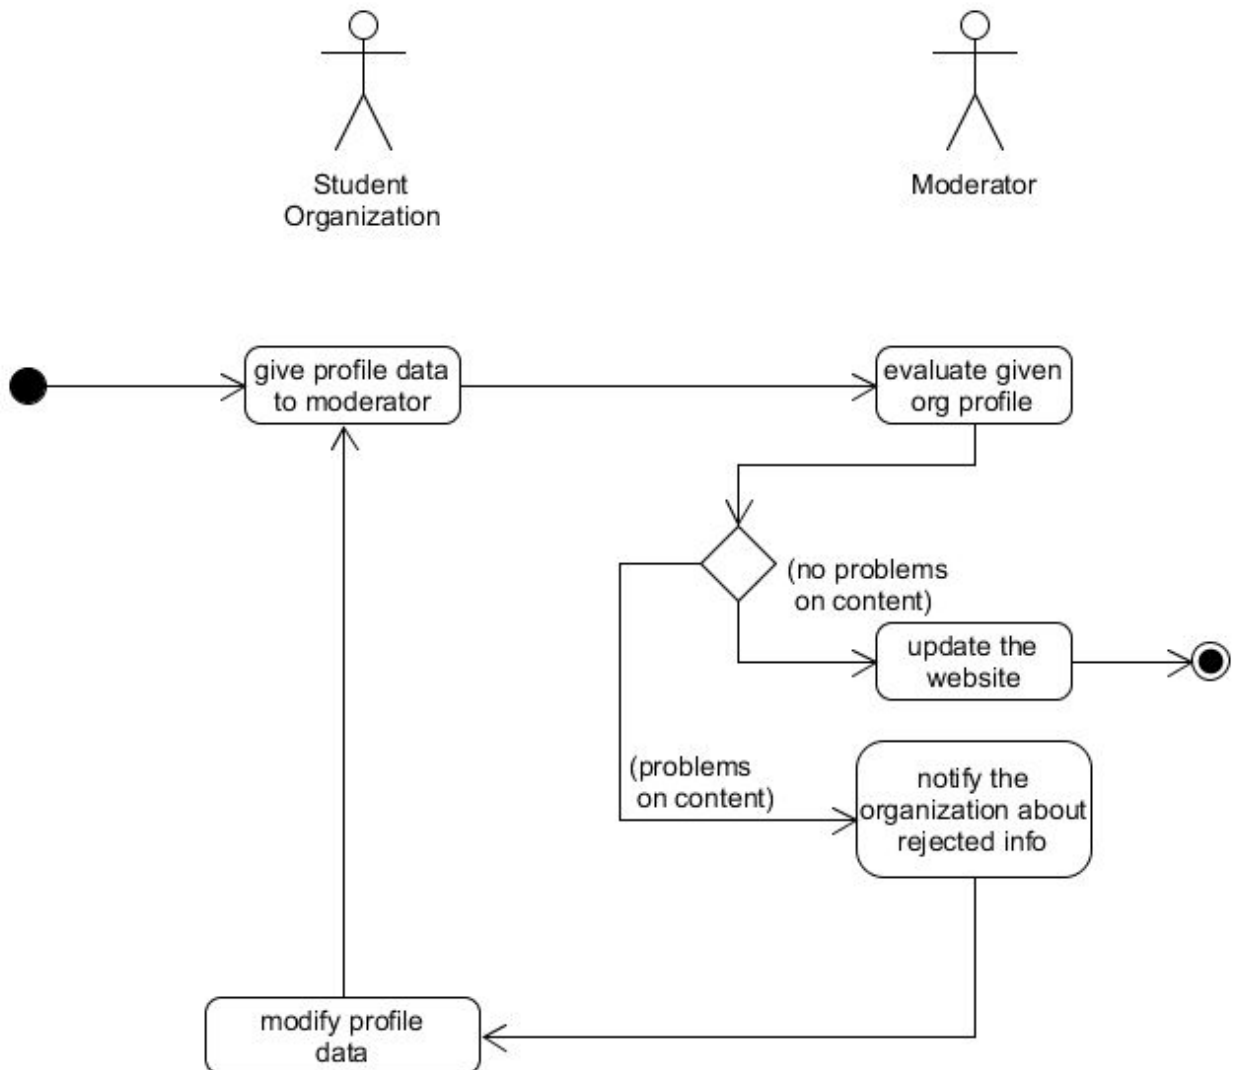 Student
Organization
Moderator
give profile data
to moderator
evaluate given
org profile
(no problems
on content)
update the
website
(problems
on content)
notify the
organization about
rejected info
modify profile
data